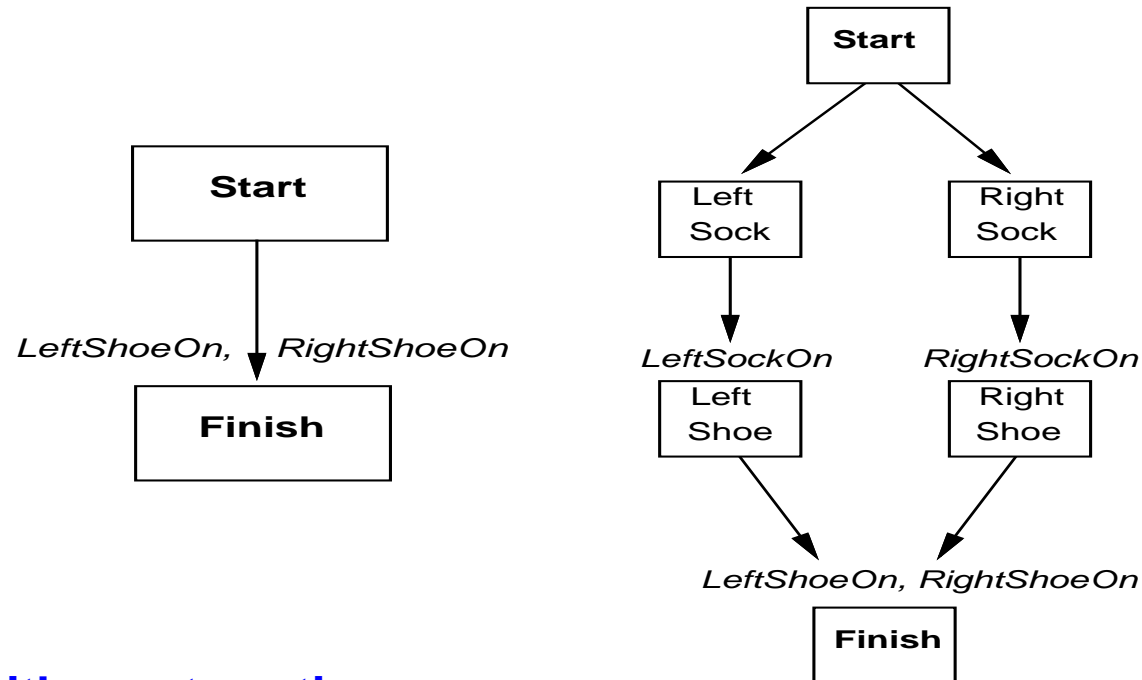 Start
LeftShoeOn, RightShoeOn
Finish
Start
Left
Sock
Right
Sock
LeftSockOn
RightSockOn
Left
Shoe
Right
Shoe
LeftShoeOn, RightShoeOn
Finish